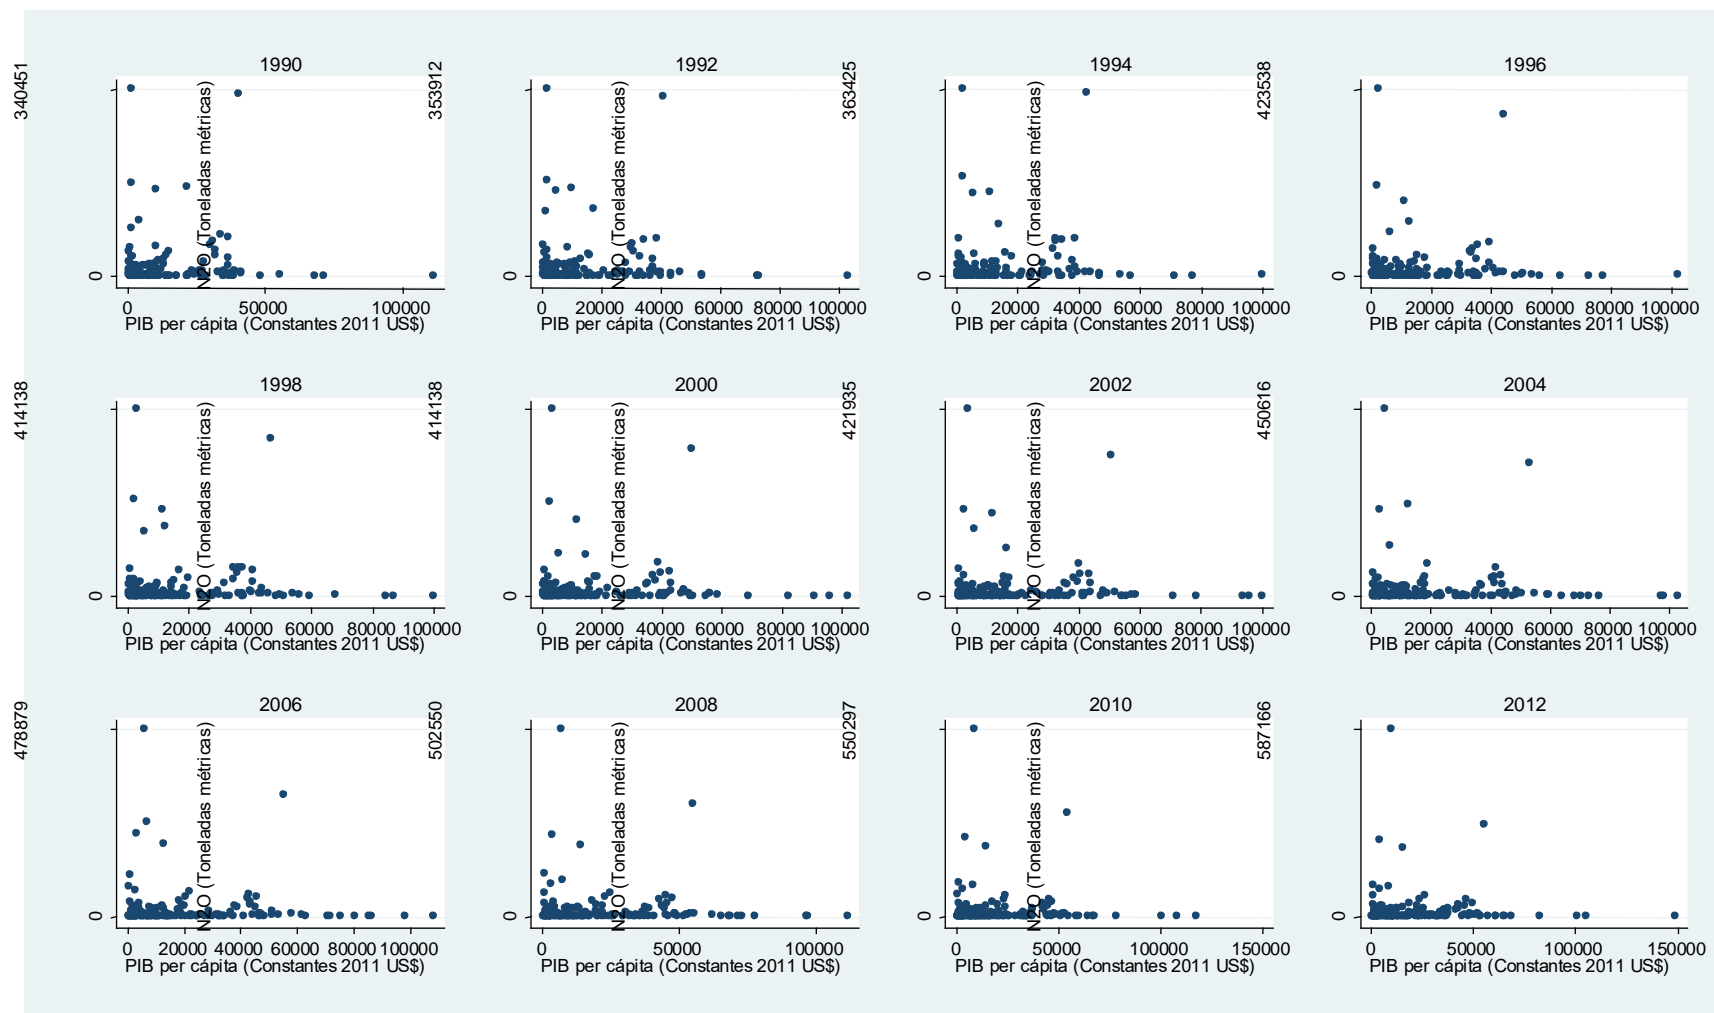 1990
340451
0
0 50000 100000
PIB per cápita (Constantes 2011 US$)
1992
N2O (Toneladas métricas)
353912
0
0 20000 40000 60000 80000 100000
PIB per cápita (Constantes 2011 US$)
1994
N2O (Toneladas métricas)
363425
0
0 20000 40000 60000 80000 100000
PIB per cápita (Constantes 2011 US$)
1996
N2O (Toneladas métricas)
423538
0
0 20000 40000 60000 80000 100000
PIB per cápita (Constantes 2011 US$)
1998
414138
0
0 20000 40000 60000 80000 100000
PIB per cápita (Constantes 2011 US$)
2000
N2O (Toneladas métricas)
414138
0
0 20000 40000 60000 80000 100000
PIB per cápita (Constantes 2011 US$)
2002
N2O (Toneladas métricas)
421935
0
0 20000 40000 60000 80000 100000
PIB per cápita (Constantes 2011 US$)
2004
N2O (Toneladas métricas)
450616
0
0 20000 40000 60000 80000 100000
PIB per cápita (Constantes 2011 US$)
2006
478879
0
0 20000 40000 60000 80000 100000
PIB per cápita (Constantes 2011 US$)
2008
N2O (Toneladas métricas)
502550
0
0 50000 100000
PIB per cápita (Constantes 2011 US$)
2010
N2O (Toneladas métricas)
550297
0
0 50000 100000 150000
PIB per cápita (Constantes 2011 US$)
2012
N2O (Toneladas métricas)
587166
0
0 50000 100000 150000
PIB per cápita (Constantes 2011 US$)